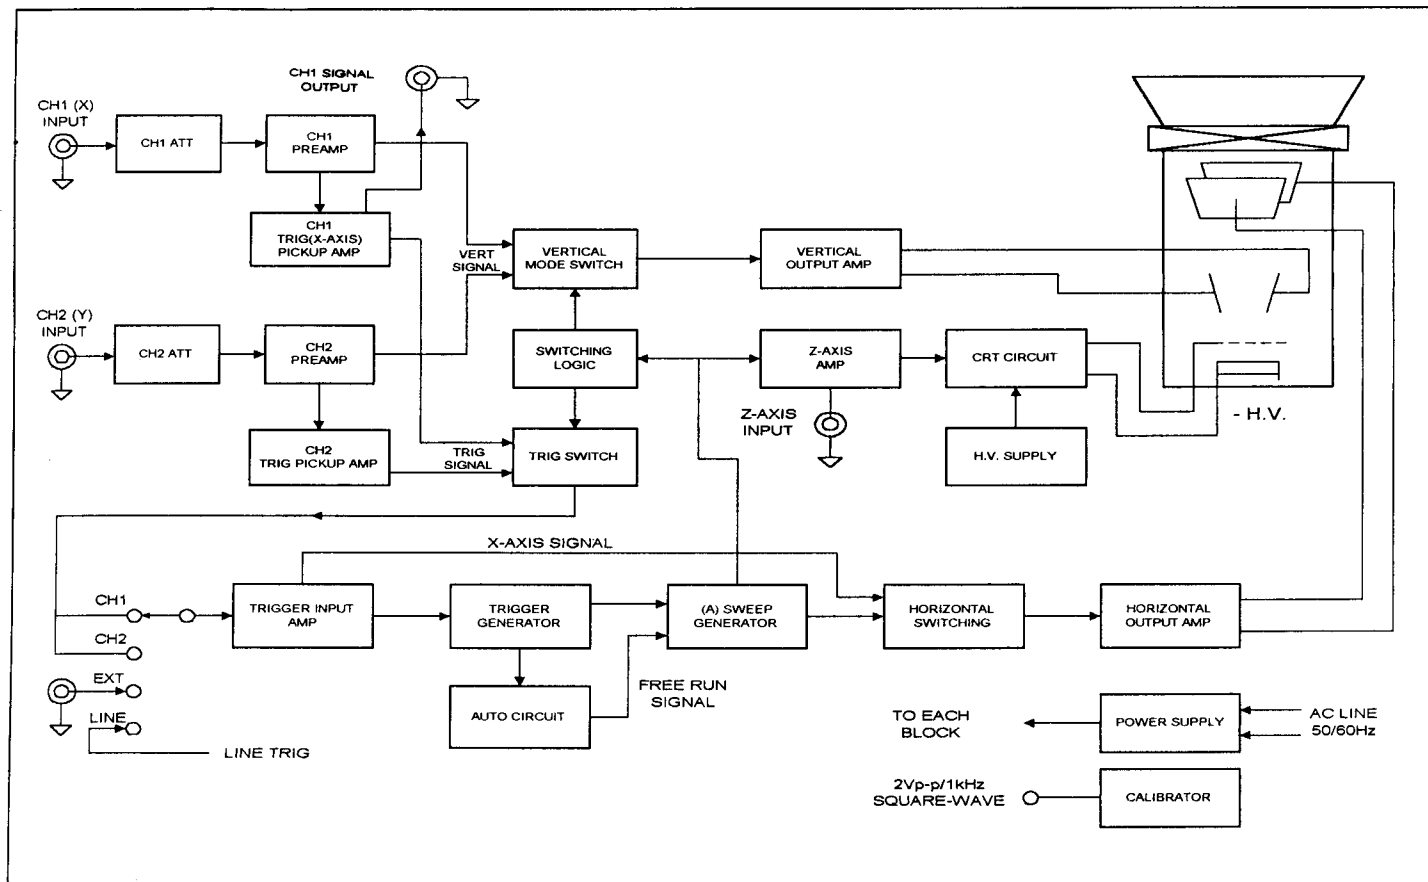 CH1 SIGNAL
OUTPUT
CH1 (X)
INPUT
CH1 ATT
CH1
PREAMP
CH1
TRIG(X-AXIS)
PICKUP AMP
VERT
SIGNAL
VERTICAL
MODE SWITCH
VERTICAL
OUTPUT AMP
CH2 (Y)
INPUT
CH2 ATT
CH2
PREAMP
SWITCHING
LOGIC
Z-AXIS
AMP
CRT CIRCUIT
Z-AXIS
INPUT
- H.V.
CH2
TRIG PICKUP AMP
TRIG
SIGNAL
TRIG SWITCH
H.V. SUPPLY
X-AXIS SIGNAL
CH1
TRIGGER INPUT
AMP
TRIGGER
GENERATOR
(A) SWEEP
GENERATOR
HORIZONTAL
SWITCHING
HORIZONTAL
OUTPUT AMP
CH2
EXT
LINE
LINE TRIG
AUTO CIRCUIT
FREE RUN
SIGNAL
TO EACH
BLOCK
POWER SUPPLY
AC LINE
50/60Hz
2Vp-p/1kHz
SQUARE-WAVE
CALIBRATOR